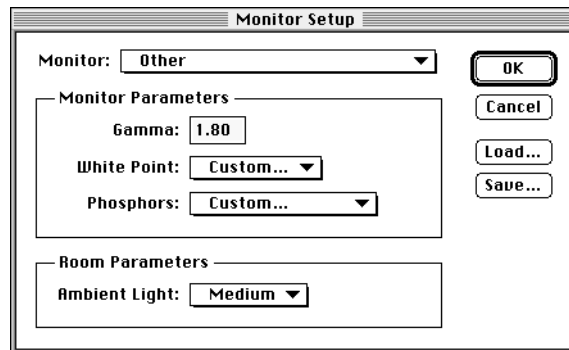 Monitor Setup
Monitor: Other
OK
Monitor Parameters
Cancel
Gamma: 1.80
Load...
White Point: Custom...
Save...
Phosphors: Custom...
Room Parameters
Ambient Light: Medium